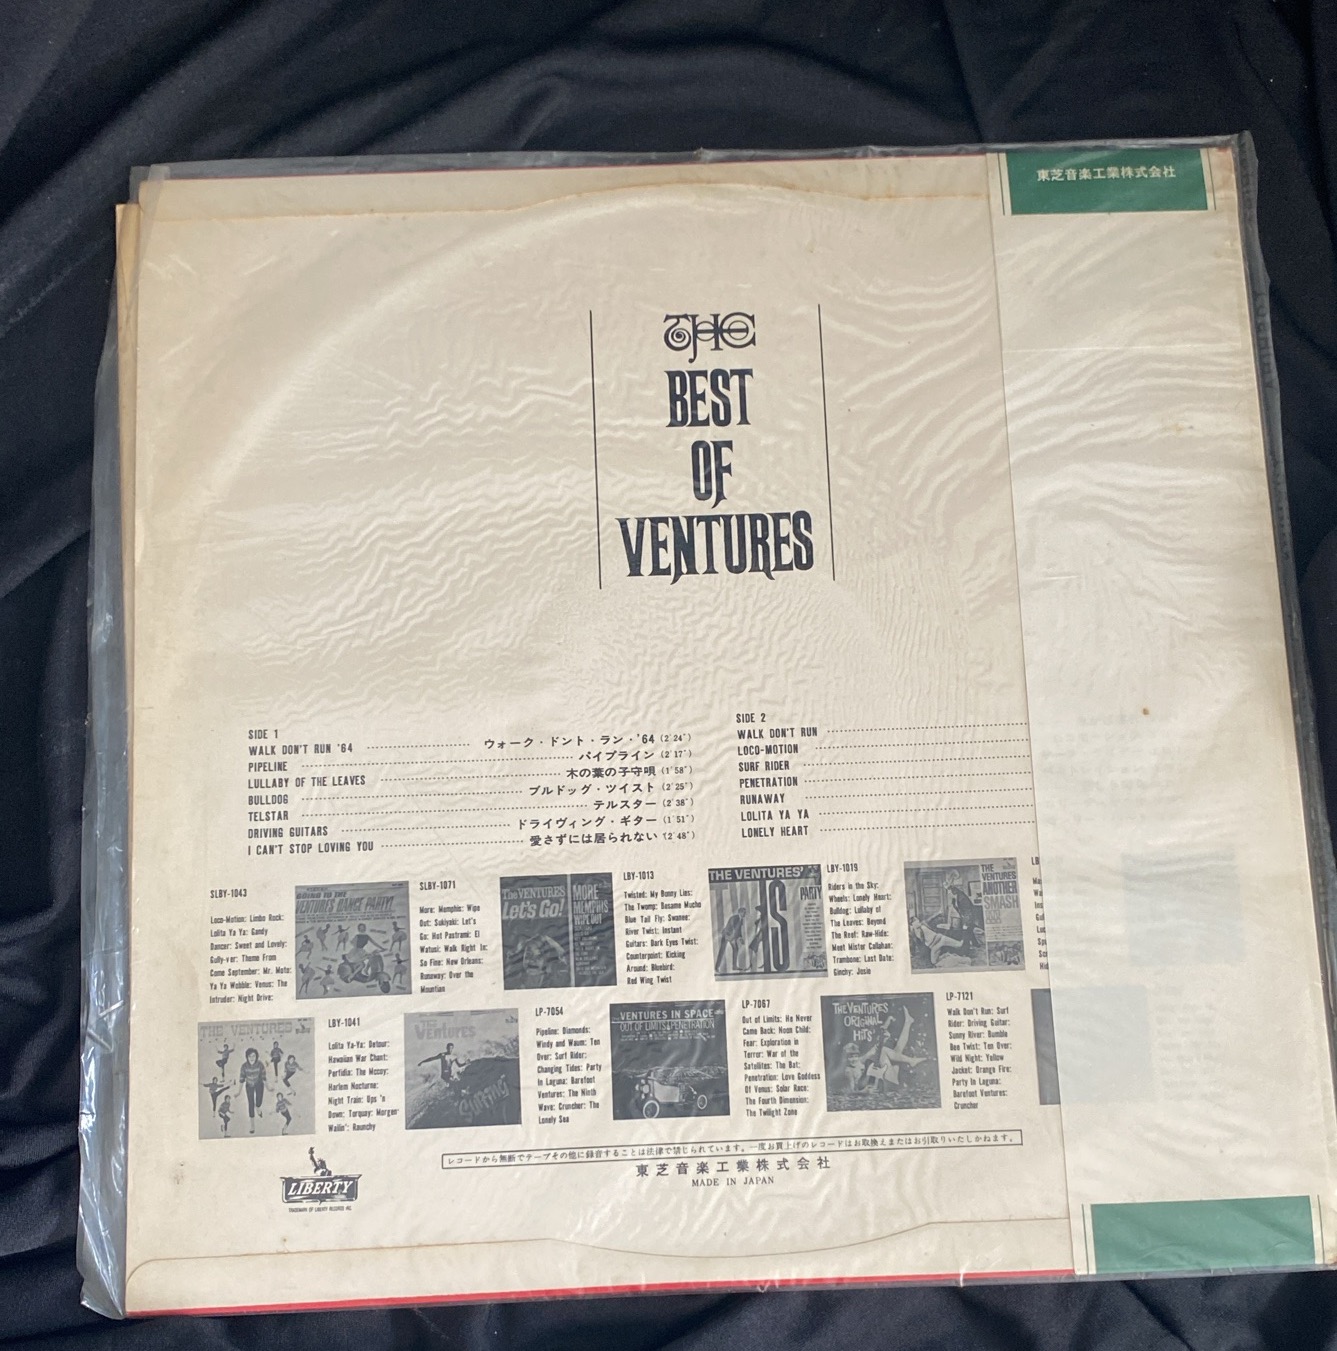 東芝音楽工業株式会社
THE
BEST
OF
VENTURES
SIDE 1
WALK DON'T RUN '64 ウォーク・ドント・ラン・'64 (2′24″)
PIPELINE パイプライン (2′17″)
LULLABY OF THE LEAVES 木の葉の子守唄 (1′58″)
BULLDOG ブルドッグ・ツイスト (2′25″)
TELSTAR テルスター (2′38″)
DRIVING GUITARS ドライヴィング・ギター (1′51″)
I CAN'T STOP LOVING YOU 愛さずには居られない (2′48″)
SIDE 2
WALK DON'T RUN
LOCO-MOTION
SURF RIDER
PENETRATION
RUNAWAY
LOLITA YA YA
LONELY HEART
SLBY-1043
Loco-Motion: Limbo Rock:
Lolita Ya Ya: Gandy
Dancer: Sweet and Lovely:
Gully-ver: Theme From
Come September: Mr. Moto:
Ya Ya Wobble: Venus: The
Intruder: Night Drive:
GOING TO THE
VENTURES DANCE PARTY!
SLBY-1071
More: Memphis: Wipe
Out: Sukiyaki: Let's
Go: Hot Pastrami: El
Watusi: Walk Right In:
So Fine: New Orleans:
Runaway: Over the
Mountian
The VENTURES
Let's Go!
MORE
MEMPHIS
WIPE OUT
LBY-1013
Twisted: My Bunny Lies:
The Twomp: Besame Mucho
Blue Tail Fly: Swanee:
River Twist: Instant
Guitars: Dark Eyes Twist:
Counterpoint: Kicking
Around: Bluebird:
Red Wing Twist
THE VENTURES'
PARTY
LBY-1019
Riders in the Sky:
Wheels: Lonely Heart:
Bulldog: Lullaby of
The Leaves: Beyond
The Reef: Raw-Hide:
Meet Mister Callahan:
Trambone: Last Date:
Ginchy: Josie
THE
VENTURES
ANOTHER
SMASH
THE VENTURES
LBY-1041
Lolita Ya-Ya: Detour:
Hawaiian War Chant:
Perfidia: The Mccoy:
Harlem Nocturne:
Night Train: Ups 'n
Down: Torquay: Morgen
Wailin': Raunchy
Ventures
Surfing
LP-7054
Pipeline: Diamonds:
Windy and Waum: Ten
Over: Surf Rider:
Changing Tides: Party
In Laguna: Barefoot
Ventures: The Ninth
Wave: Cruncher: The
Lonely Sea
VENTURES IN SPACE
OUT OF LIMITS PENETRATION
LP-7067
Out of Limits: He Never
Came Back: Noon Child:
Fear: Exploration in
Terror: War of the
Satellites: The Bat:
Penetration: Love Goddess
Of Venus: Solar Race:
The Fourth Dimension:
The Twilight Zone
THE VENTURES
ORIGINAL
HITS
LP-7121
Walk Don't Run: Surf
Rider: Driving Guitar:
Sunny River: Bumble
Bee Twist: Ten Over:
Wild Night: Yellow
Jacket: Orange Fire:
Party In Laguna:
Barefoot Ventures:
Cruncher
LIBERTY
TRADEMARK OF LIBERTY RECORDS INC.
レコードから無断でテープその他に録音することは法律で禁じられています。一度お買上げのレコードはお取換えまたはお引取りいたしかねます。
東芝音楽工業株式会社
MADE IN JAPAN